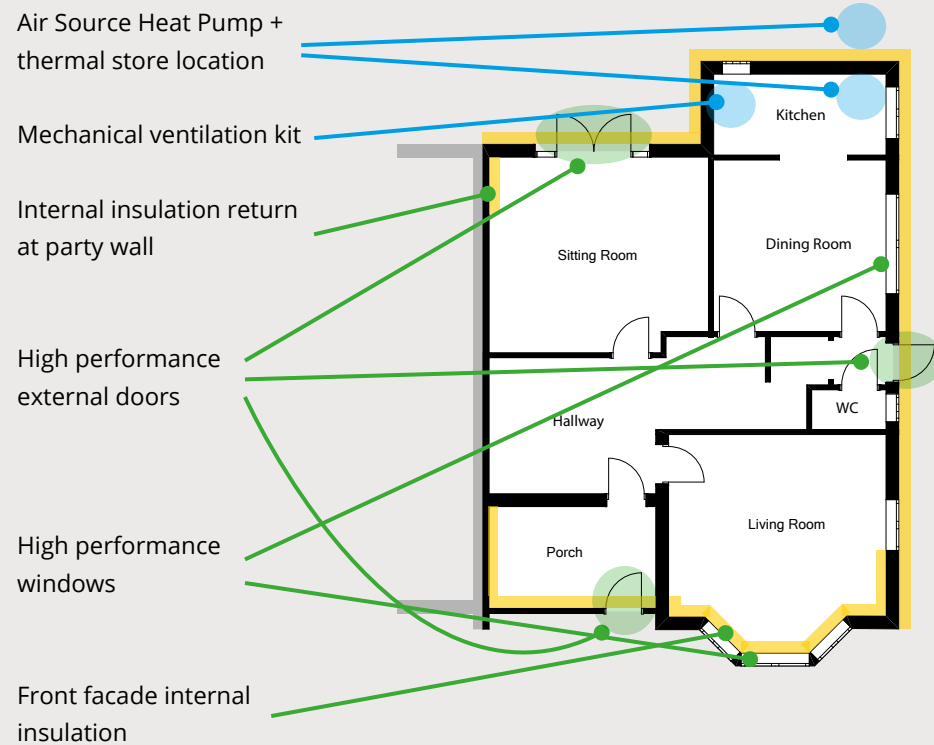 Air Source Heat Pump +
thermal store location
Mechanical ventilation kit
Internal insulation return
at party wall
High performance
external doors
High performance
windows
Front facade internal
insulation
Kitchen
Sitting Room
Dining Room
WC
Hallway
Living Room
Porch